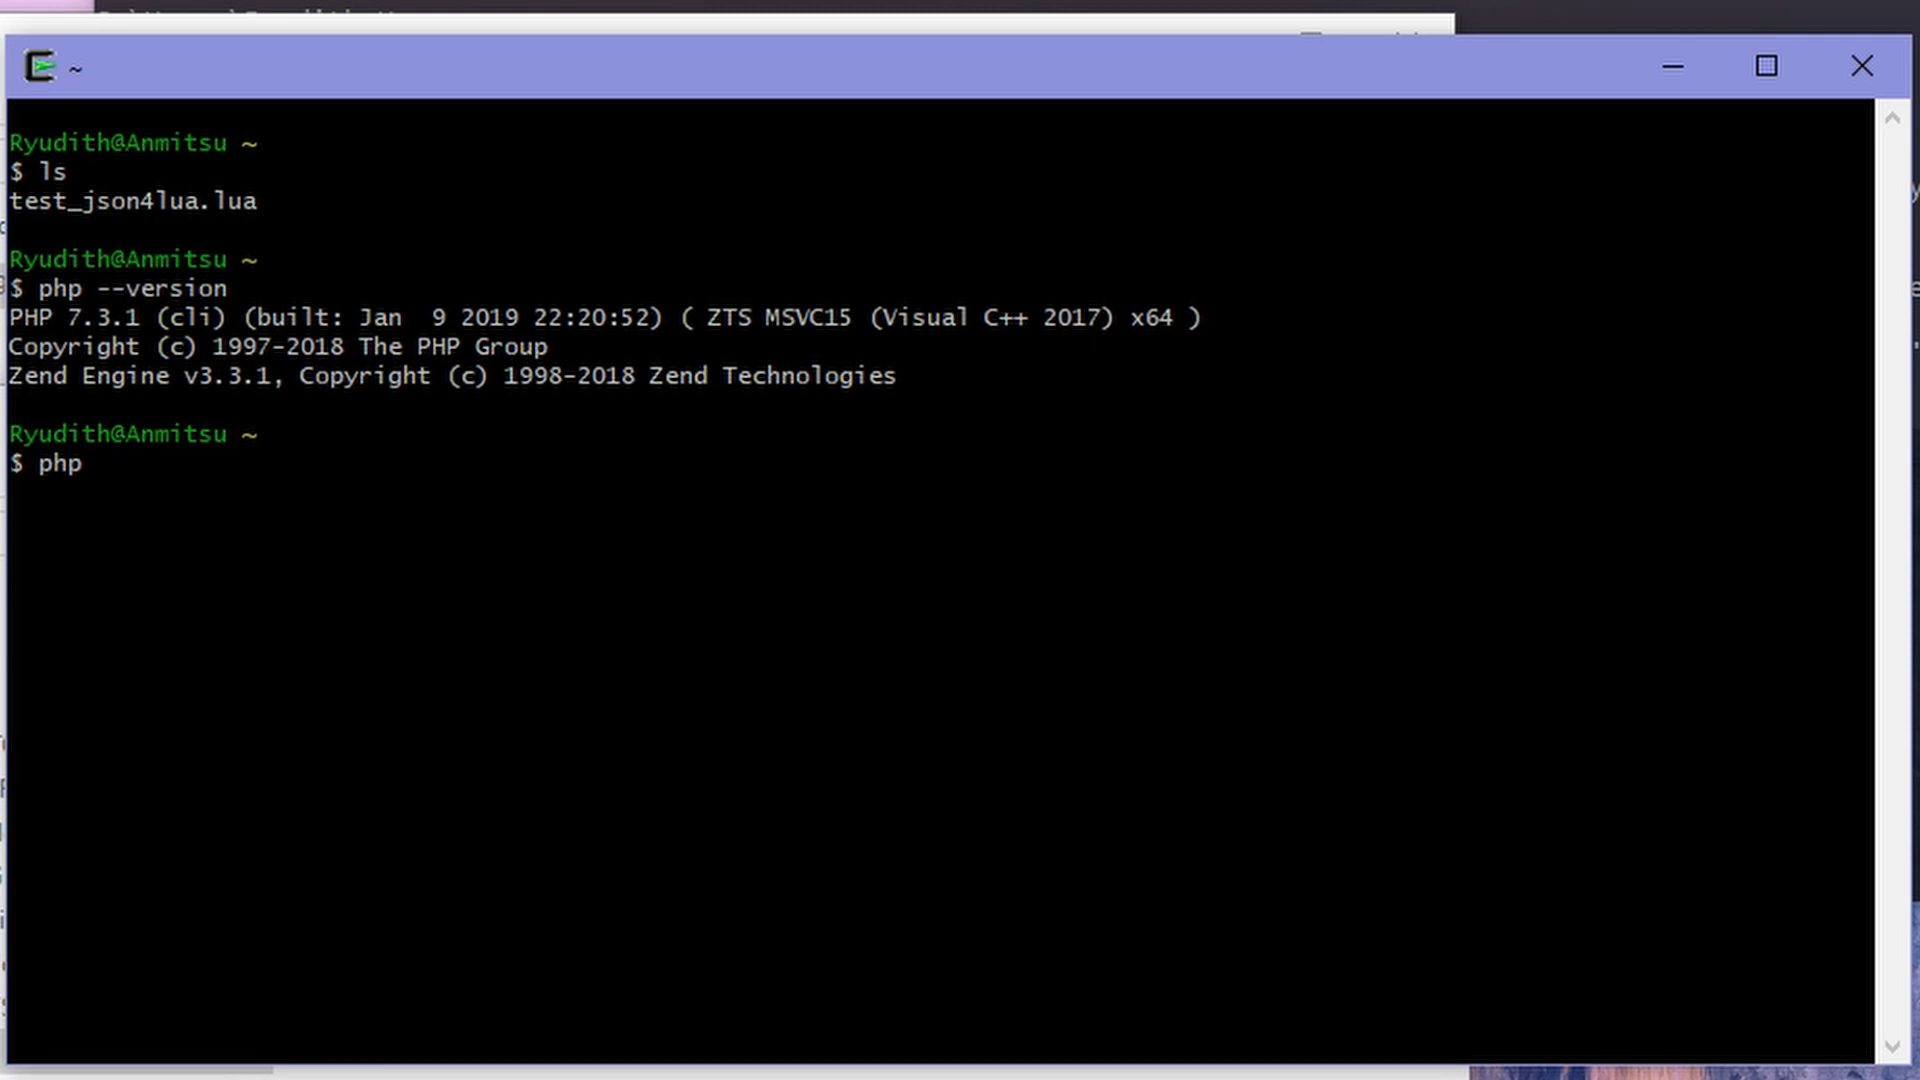 ~
Ryudith@Anmitsu ~
$ ls
test_json4lua.lua
Ryudith@Anmitsu ~
$ php --version
PHP 7.3.1 (cli) (built: Jan  9 2019 22:20:52) ( ZTS MSVC15 (Visual C++ 2017) x64 )
Copyright (c) 1997-2018 The PHP Group
Zend Engine v3.3.1, Copyright (c) 1998-2018 Zend Technologies
Ryudith@Anmitsu ~
$ php